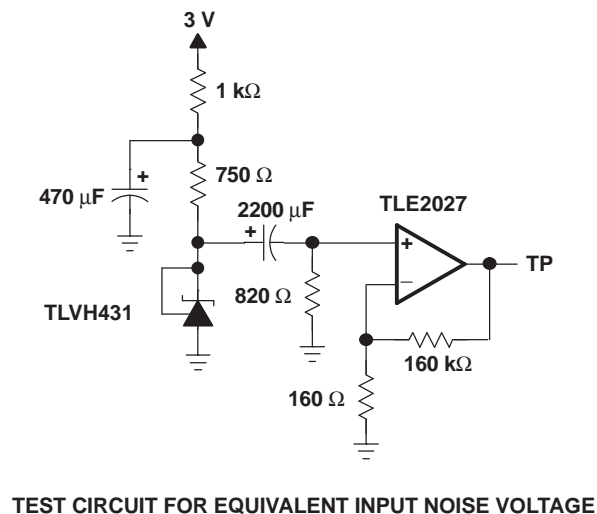 3 V
1 kΩ
+
470 μF
750 Ω
2200 μF
+
TLE2027
+
−
TP
820 Ω
TLVH431
160 kΩ
160 Ω
TEST CIRCUIT FOR EQUIVALENT INPUT NOISE VOLTAGE